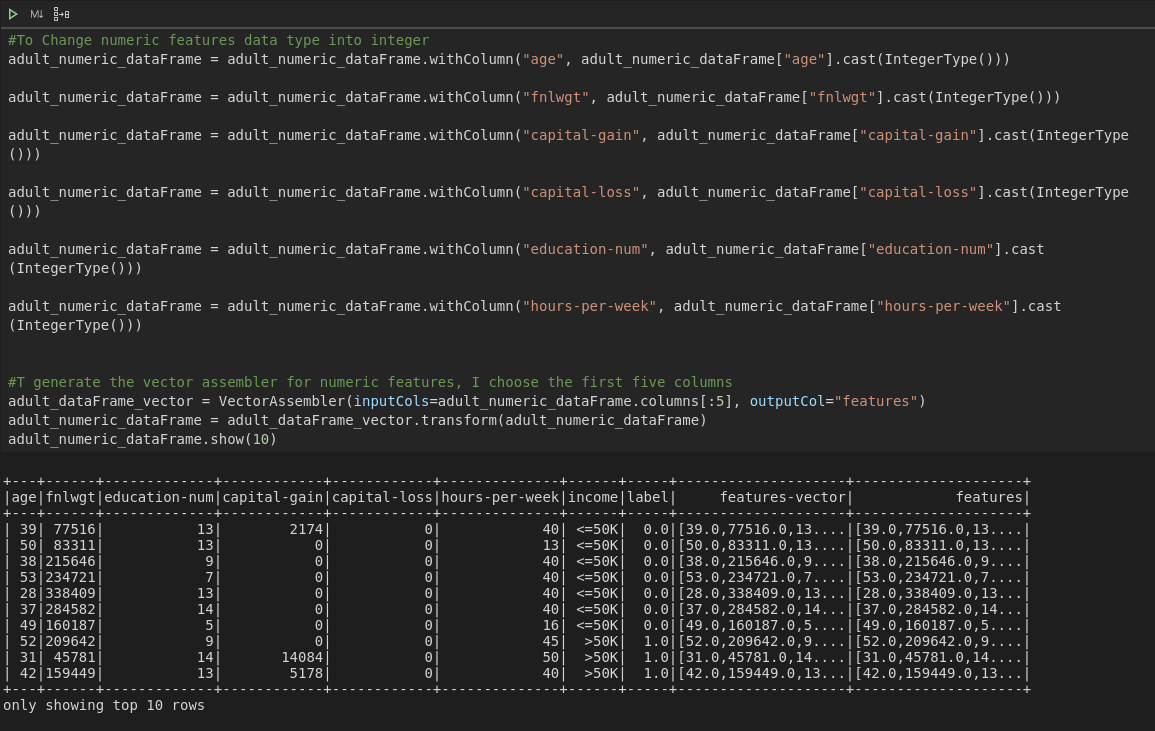 M↓
#To Change numeric features data type into integer
adult_numeric_dataFrame = adult_numeric_dataFrame.withColumn("age", adult_numeric_dataFrame["age"].cast(IntegerType()))
adult_numeric_dataFrame = adult_numeric_dataFrame.withColumn("fnlwgt", adult_numeric_dataFrame["fnlwgt"].cast(IntegerType()))
adult_numeric_dataFrame = adult_numeric_dataFrame.withColumn("capital-gain", adult_numeric_dataFrame["capital-gain"].cast(IntegerType
()))
adult_numeric_dataFrame = adult_numeric_dataFrame.withColumn("capital-loss", adult_numeric_dataFrame["capital-loss"].cast(IntegerType
()))
adult_numeric_dataFrame = adult_numeric_dataFrame.withColumn("education-num", adult_numeric_dataFrame["education-num"].cast
(IntegerType()))
adult_numeric_dataFrame = adult_numeric_dataFrame.withColumn("hours-per-week", adult_numeric_dataFrame["hours-per-week"].cast
(IntegerType()))
#T generate the vector assembler for numeric features, I choose the first five columns
adult_dataFrame_vector = VectorAssembler(inputCols=adult_numeric_dataFrame.columns[:5], outputCol="features")
adult_numeric_dataFrame = adult_dataFrame_vector.transform(adult_numeric_dataFrame)
adult_numeric_dataFrame.show(10)
+---+------+-------------+------------+------------+--------------+------+-----+--------------------+--------------------+
|age|fnlwgt|education-num|capital-gain|capital-loss|hours-per-week|income|label|     features-vector|            features|
+---+------+-------------+------------+------------+--------------+------+-----+--------------------+--------------------+
| 39| 77516|           13|        2174|           0|            40| <=50K|  0.0|[39.0,77516.0,13....|[39.0,77516.0,13....|
| 50| 83311|           13|           0|           0|            13| <=50K|  0.0|[50.0,83311.0,13....|[50.0,83311.0,13....|
| 38|215646|            9|           0|           0|            40| <=50K|  0.0|[38.0,215646.0,9....|[38.0,215646.0,9....|
| 53|234721|            7|           0|           0|            40| <=50K|  0.0|[53.0,234721.0,7....|[53.0,234721.0,7....|
| 28|338409|           13|           0|           0|            40| <=50K|  0.0|[28.0,338409.0,13...|[28.0,338409.0,13...|
| 37|284582|           14|           0|           0|            40| <=50K|  0.0|[37.0,284582.0,14...|[37.0,284582.0,14...|
| 49|160187|            5|           0|           0|            16| <=50K|  0.0|[49.0,160187.0,5....|[49.0,160187.0,5....|
| 52|209642|            9|           0|           0|            45|  >50K|  1.0|[52.0,209642.0,9....|[52.0,209642.0,9....|
| 31| 45781|           14|       14084|           0|            50|  >50K|  1.0|[31.0,45781.0,14....|[31.0,45781.0,14....|
| 42|159449|           13|        5178|           0|            40|  >50K|  1.0|[42.0,159449.0,13...|[42.0,159449.0,13...|
+---+------+-------------+------------+------------+--------------+------+-----+--------------------+--------------------+
only showing top 10 rows